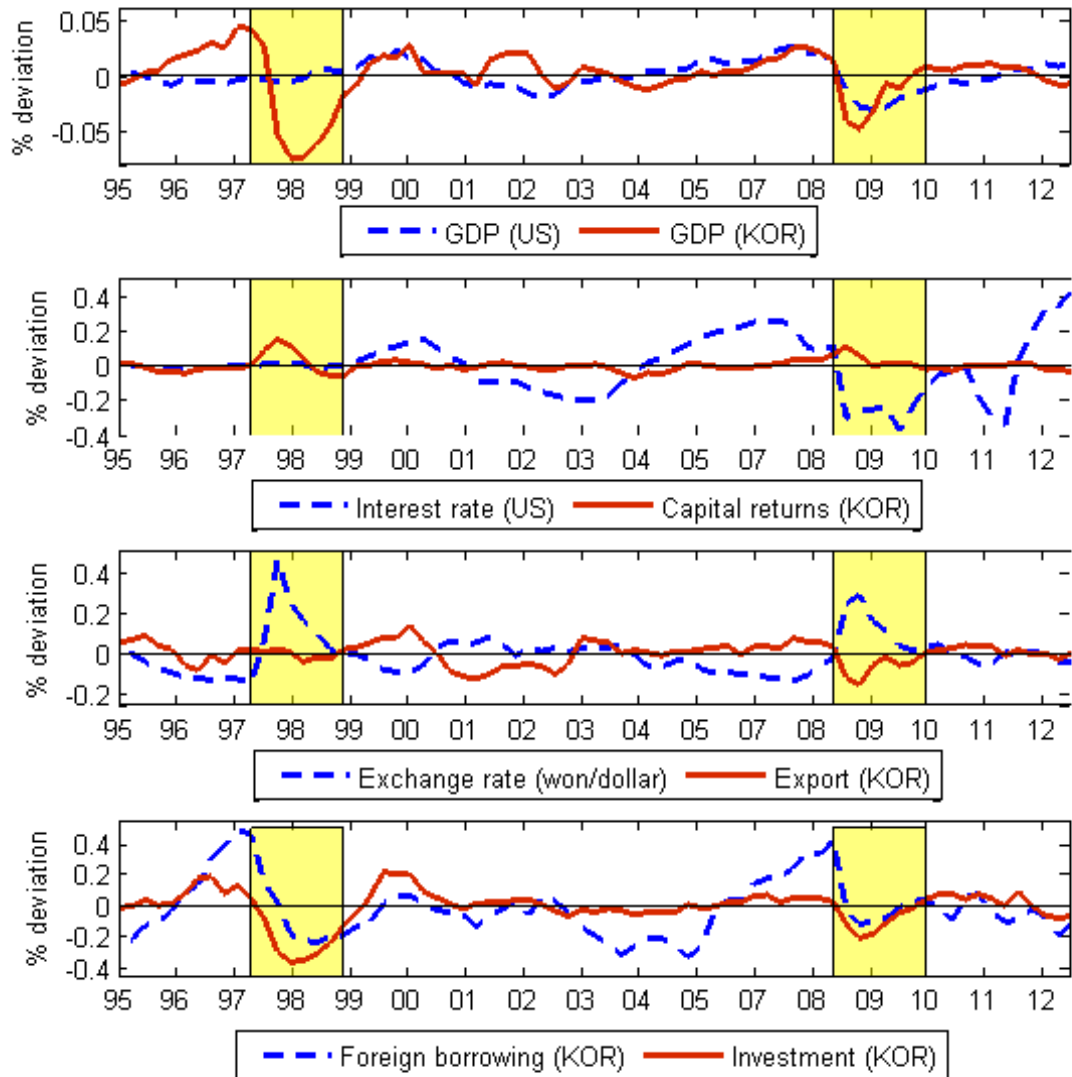 % deviation
0.05
0
-0.05
95 96 97 98 99 00 01 02 03 04 05 07 08 09 10 11 12
GDP (US) GDP (KOR)
% deviation
0.4
0.2
0
-0.2
-0.4
95 96 97 98 99 00 01 02 03 04 05 07 08 09 10 11 12
Interest rate (US) Capital returns (KOR)
% deviation
0.4
0.2
0
-0.2
95 96 97 98 99 00 01 02 03 04 05 07 08 09 10 11 12
Exchange rate (won/dollar) Export (KOR)
% deviation
0.4
0.2
0
-0.2
-0.4
95 96 97 98 99 00 01 02 03 04 05 07 08 09 10 11 12
Foreign borrowing (KOR) Investment (KOR)